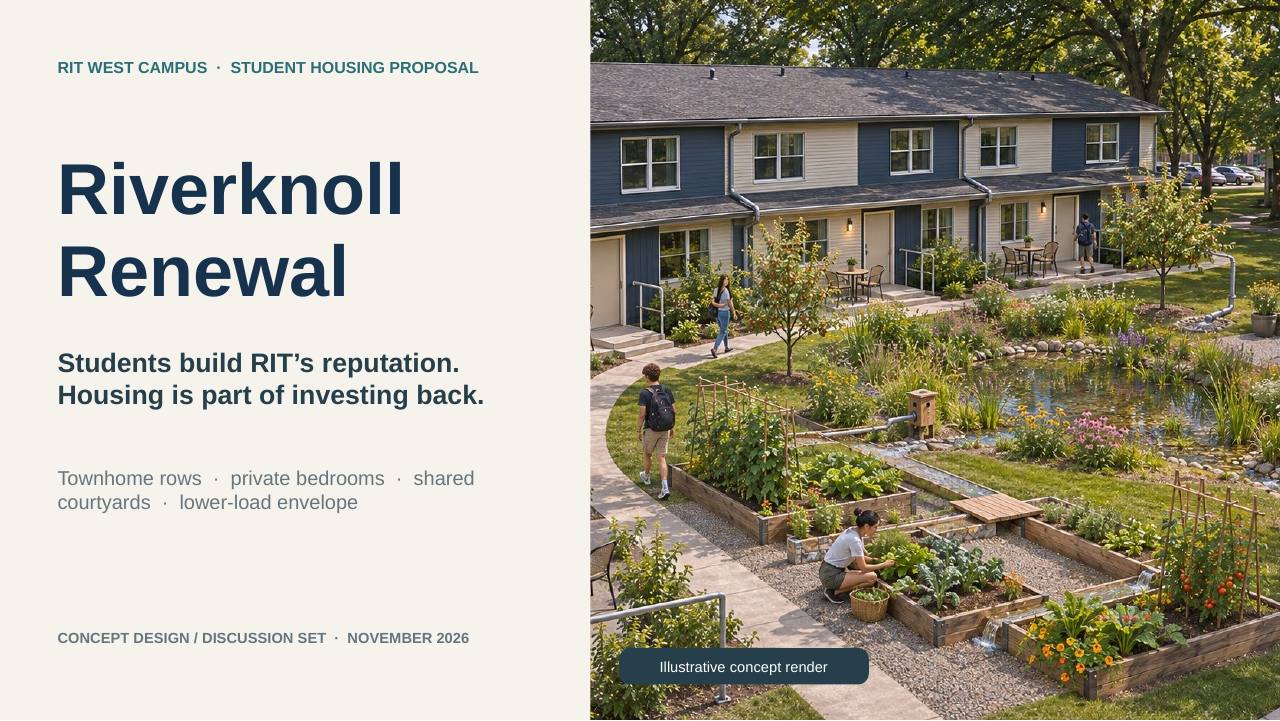 RIT WEST CAMPUS · STUDENT HOUSING PROPOSAL
Riverknoll
Renewal
Students build RIT’s reputation.
Housing is part of investing back.
Townhome rows · private bedrooms · shared
courtyards · lower-load envelope
CONCEPT DESIGN / DISCUSSION SET · NOVEMBER 2026
Illustrative concept render